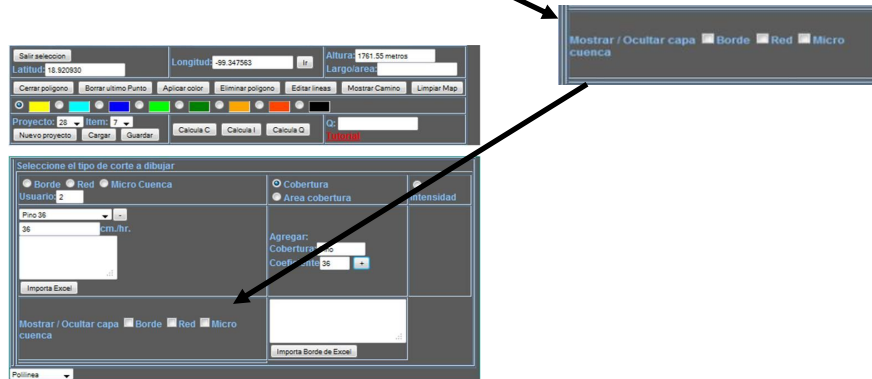 Mostrar / Ocultar capa Borde Red Micro
cuenca
Salir seleccion
Latitud: 18.920930
Longitud: -99.347563 Ir
Altura: 1761.55 metros
Largo/area:
Cerrar poligono Borrar ultimo Punto Aplicar color Eliminar poligono Editar lineas Mostrar Camino Limpiar Map
Proyecto: 28 Item: 7
Nuevo proyecto Cargar Guardar
Calcula C Calcula I Calcula Q
Q:
Tutorial
Seleccione el tipo de corte a dibujar
Borde Red Micro Cuenca
Usuario: 2
Cobertura
Area cobertura
Intensidad
Pino 36 -
36 cm./hr.
Importa Excel
Agregar:
Cobertura:
Coeficiente 36 +
Mostrar / Ocultar capa Borde Red Micro
cuenca
Importa Borde de Excel
Polilinea